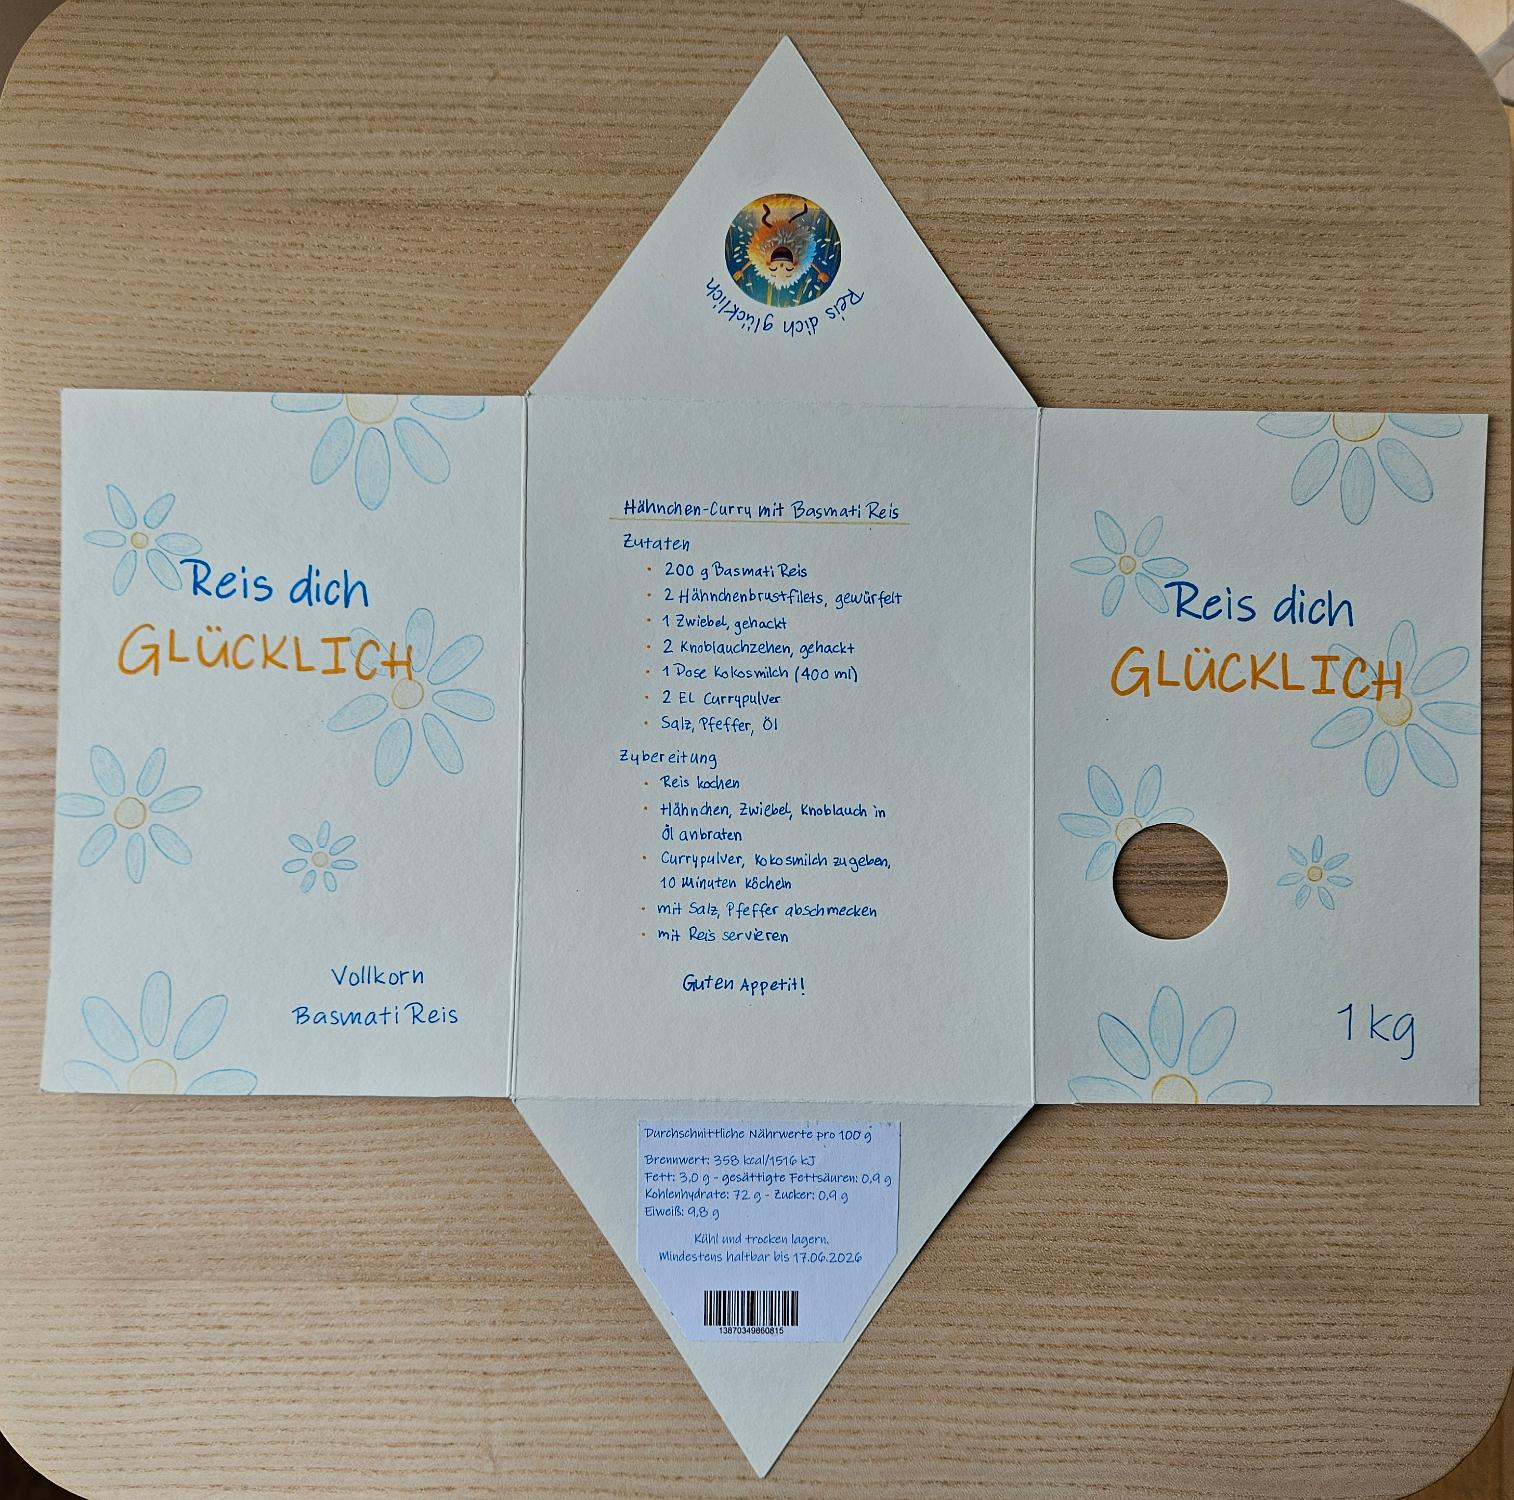 Reis dich glücklich
Reis dich
GLÜCKLICH
Vollkorn
Basmati Reis
Hähnchen-Curry mit Basmati Reis
Zutaten
• 200 g Basmati Reis
• 2 Hähnchenbrustfilets, gewürfelt
• 1 Zwiebel, gehackt
• 2 Knoblauchzehen, gehackt
• 1 Dose Kokosmilch (400 ml)
• 2 EL Currypulver
• Salz, Pfeffer, Öl
Zubereitung
• Reis kochen
• Hähnchen, Zwiebel, Knoblauch in
Öl anbraten
• Currypulver, Kokosmilch zugeben,
10 Minuten köcheln
• mit Salz, Pfeffer abschmecken
• mit Reis servieren
Guten Appetit!
Reis dich
GLÜCKLICH
1 kg
Durchschnittliche Nährwerte pro 100 g
Brennwert: 358 kcal/1516 kJ
Fett: 3,0 g - gesättigte Fettsäuren: 0,9 g
Kohlenhydrate: 72 g - Zucker: 0,9 g
Eiweiß: 9,8 g
Kühl und trocken lagern.
Mindestens haltbar bis 17.06.2026
13870349860815